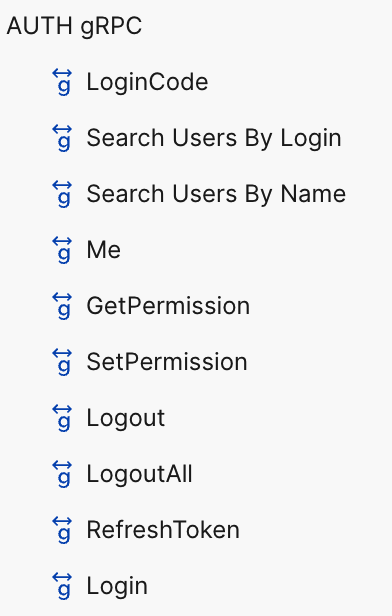 AUTH gRPC
g LoginCode
g Search Users By Login
g Search Users By Name
g Me
g GetPermission
g SetPermission
g Logout
g LogoutAll
g RefreshToken
g Login